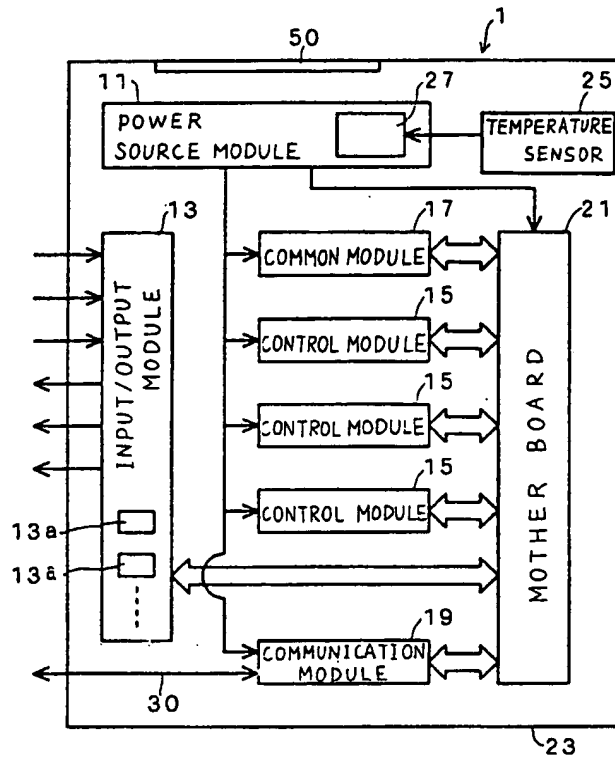 1
50
11
27
25
POWER
SOURCE MODULE
TEMPERATURE
SENSOR
13
17
21
COMMON MODULE
15
CONTROL MODULE
15
CONTROL MODULE
15
CONTROL MODULE
INPUT/OUTPUT
MODULE
MOTHER BOARD
13a
13a
19
COMMUNICATION
MODULE
30
23